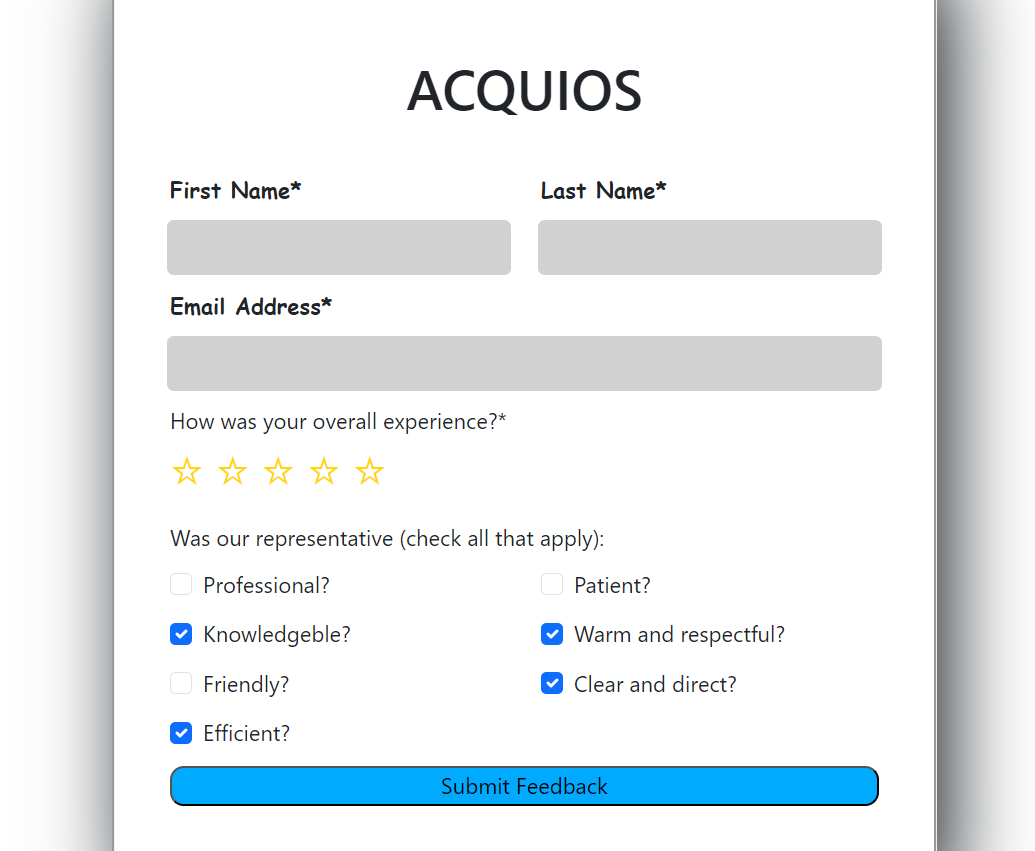 ACQUIOS
First Name* Last Name*
Email Address*
How was your overall experience?*
Was our representative (check all that apply):
Professional? Patient?
Knowledgeble? Warm and respectful?
Friendly? Clear and direct?
Efficient?
Submit Feedback